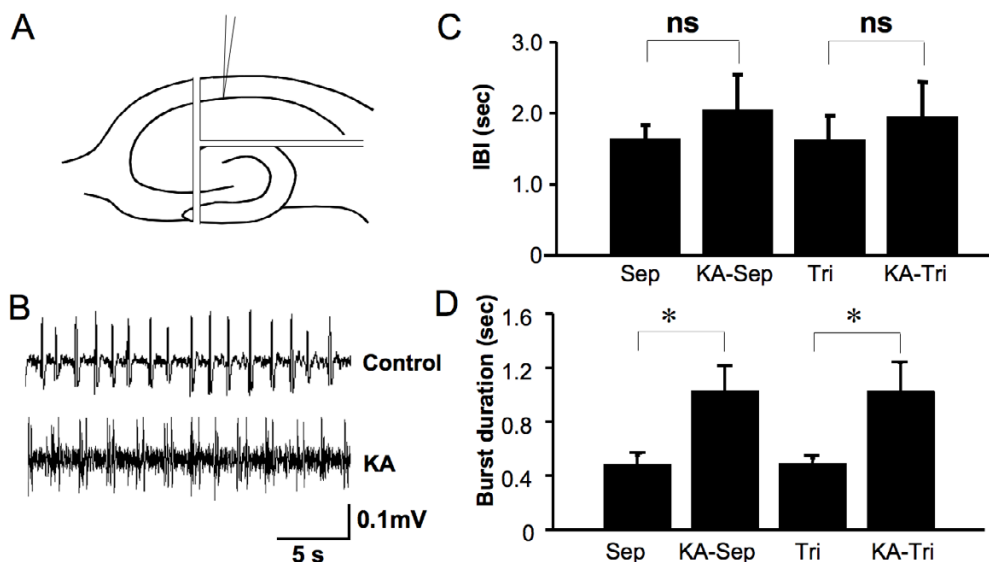 A
B
Control
KA
0.1mV
5 s
C
ns
ns
IBI (sec)
3.0
2.0
1.0
0
Sep KA-Sep Tri KA-Tri
D
*
*
Burst duration (sec)
1.6
1.2
0.8
0.4
0
Sep KA-Sep Tri KA-Tri